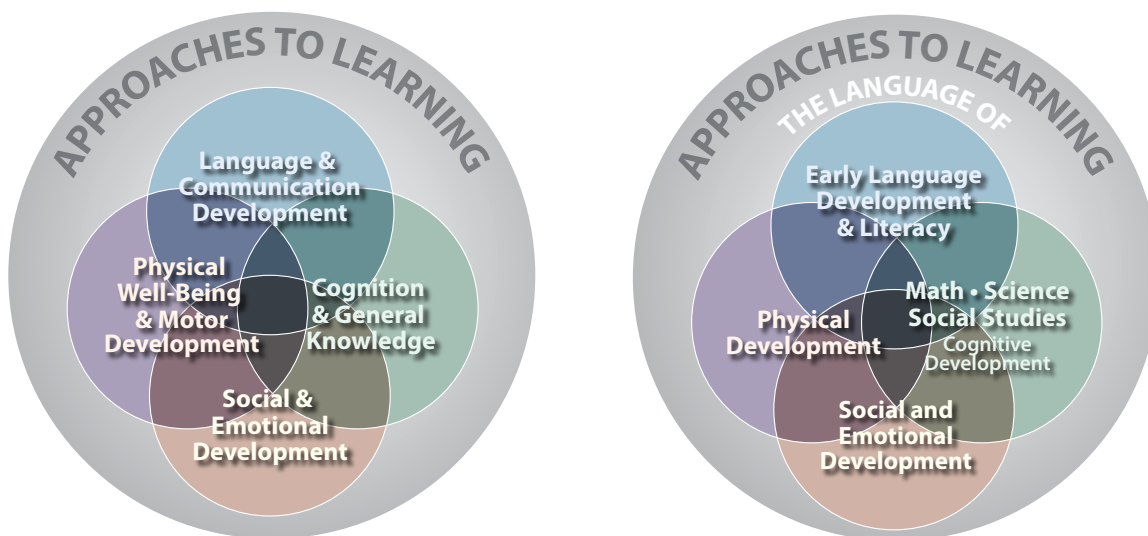 APPROACHES TO LEARNING
Language &
Communication
Development
Physical
Well-Being
& Motor
Development
Cognition
& General
Knowledge
Social &
Emotional
Development
APPROACHES TO LEARNING
THE LANGUAGE OF
Early Language
Development
& Literacy
Physical
Development
Math • Science
Social Studies
Cognitive
Development
Social and
Emotional
Development